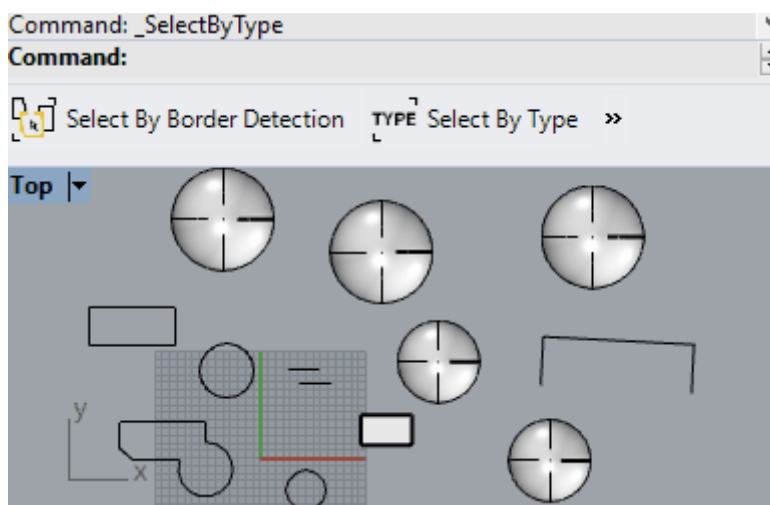 Command: _SelectByType
Command:
Select By Border Detection TYPE Select By Type »
Top
y
x